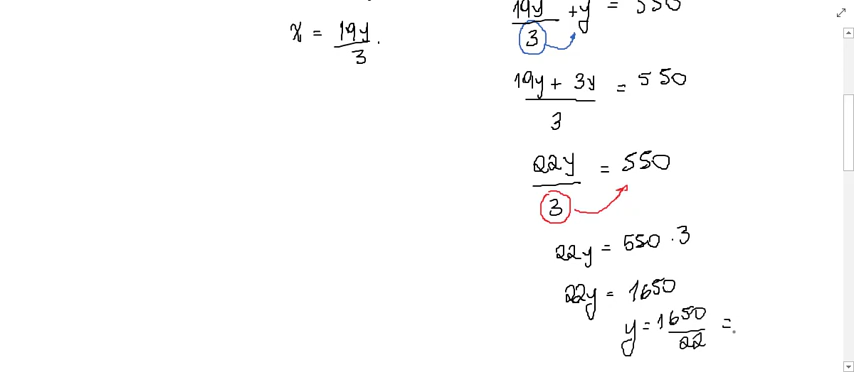 19y/3 + y = 550
x = 19y/3.
(19y + 3y)/3 = 550
22y/3 = 550
22y = 550 · 3
22y = 1650
y = 1650/22 =